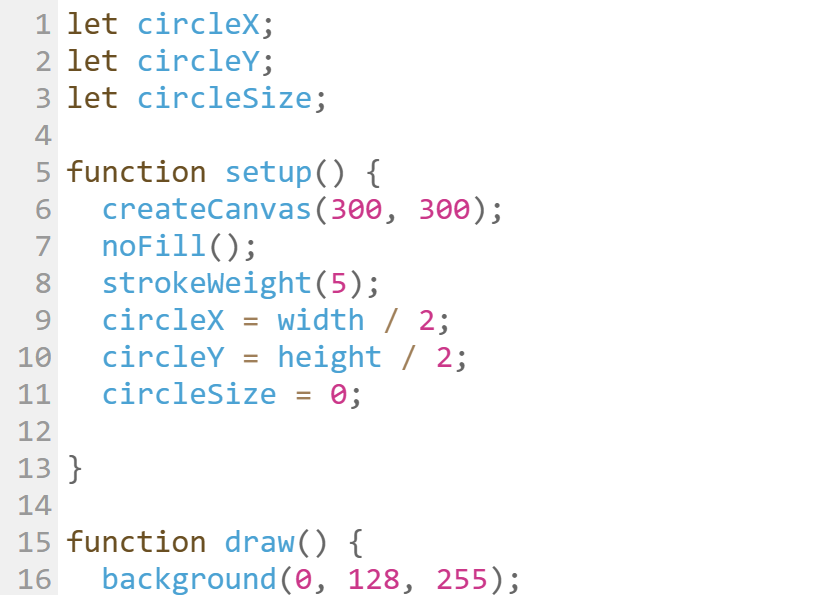 1 let circleX;
2 let circleY;
3 let circleSize;
4
5 function setup() {
6   createCanvas(300, 300);
7   noFill();
8   strokeWeight(5);
9   circleX = width / 2;
10   circleY = height / 2;
11   circleSize = 0;
12
13 }
14
15 function draw() {
16   background(0, 128, 255);